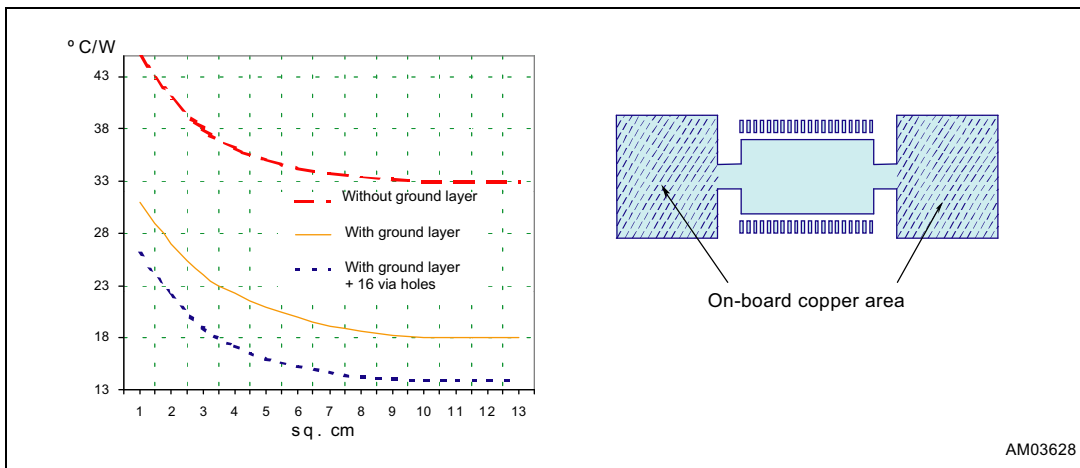 º C/W
43
38
33
28
23
18
13
Without ground layer
With ground layer
With ground layer
+ 16 via holes
1 2 3 4 5 6 7 8 9 10 11 12 13
sq. cm
On-board copper area
AM03628